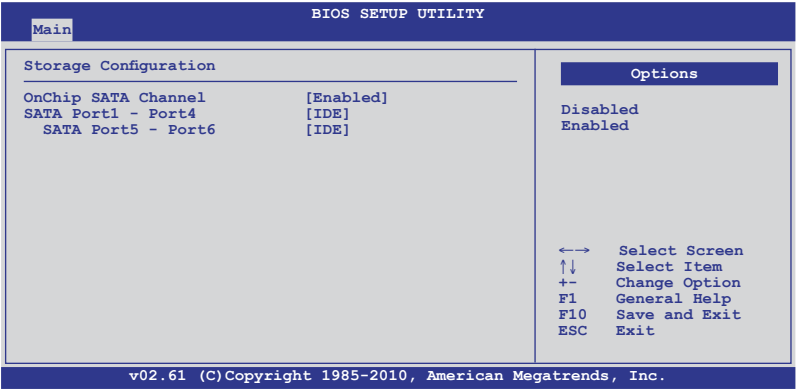 BIOS SETUP UTILITY
Main
Storage Configuration
OnChip SATA Channel [Enabled]
SATA Port1 - Port4 [IDE]
SATA Port5 - Port6 [IDE]
Options
Disabled
Enabled
←→ Select Screen
↑↓ Select Item
+- Change Option
F1 General Help
F10 Save and Exit
ESC Exit
v02.61 (C)Copyright 1985-2010, American Megatrends, Inc.